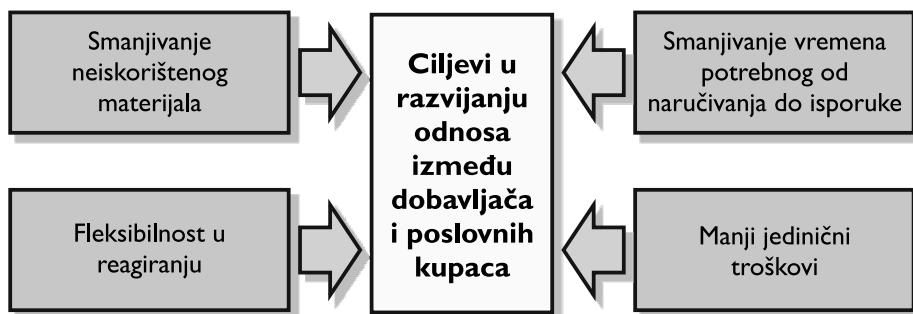 Smanjivanje
neiskorištenog
materijala
Ciljevi u
razvijanju
odnosa
između
dobavljača
i poslovnih
kupaca
Smanjivanje vremena
potrebnog od
naručivanja do isporuke
Fleksibilnost u
reagiranju
Manji jedinični
troškovi